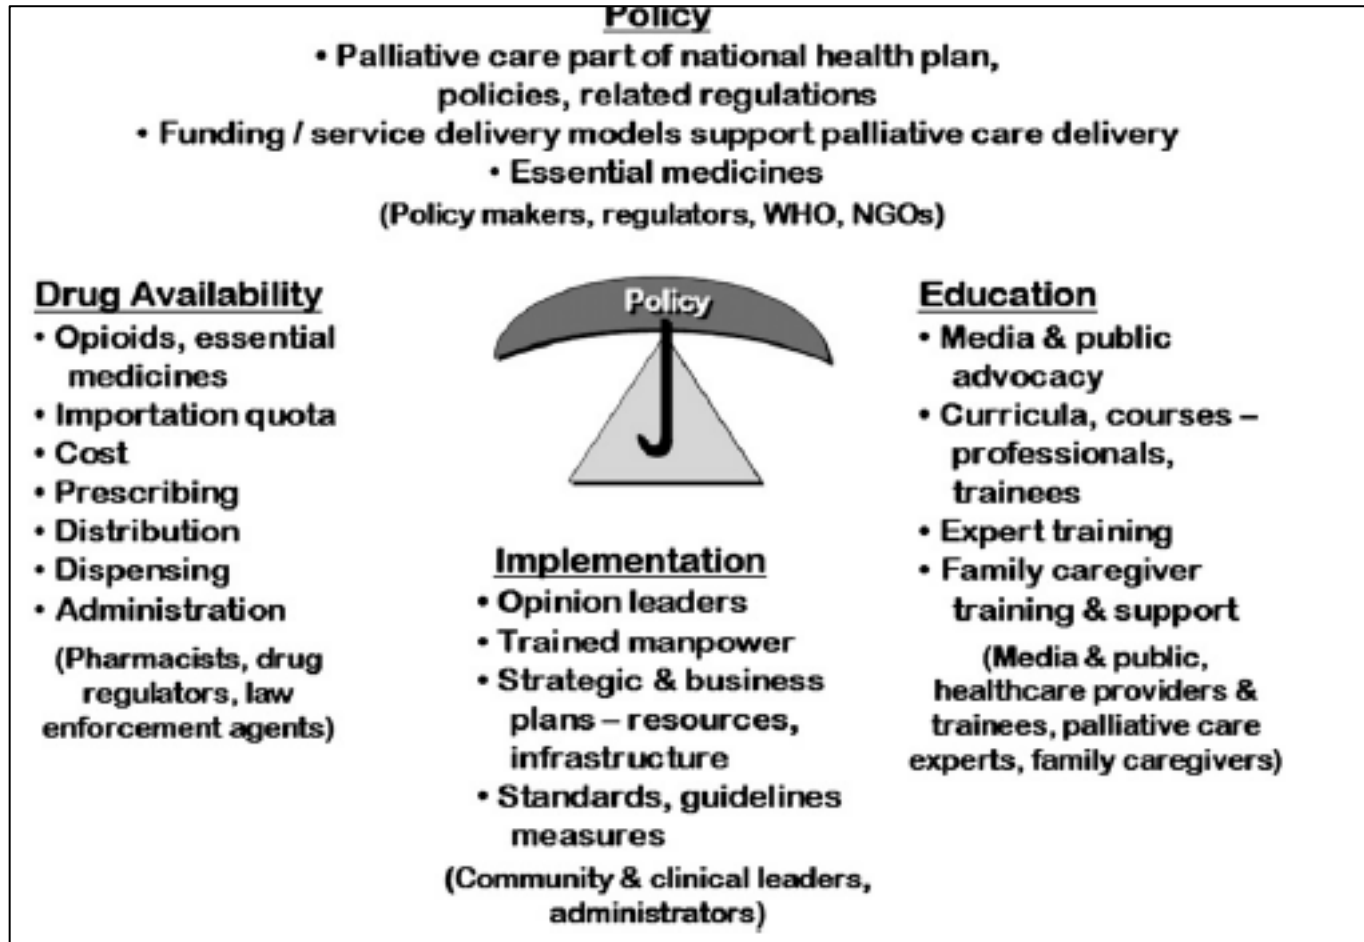 Policy
• Palliative care part of national health plan,
policies, related regulations
• Funding / service delivery models support palliative care delivery
• Essential medicines
(Policy makers, regulators, WHO, NGOs)
Policy
Drug Availability
• Opioids, essential
medicines
• Importation quota
• Cost
• Prescribing
• Distribution
• Dispensing
• Administration
(Pharmacists, drug
regulators, law
enforcement agents)
Implementation
• Opinion leaders
• Trained manpower
• Strategic & business
plans – resources,
infrastructure
• Standards, guidelines
measures
(Community & clinical leaders,
administrators)
Education
• Media & public
advocacy
• Curricula, courses –
professionals,
trainees
• Expert training
• Family caregiver
training & support
(Media & public,
healthcare providers &
trainees, palliative care
experts, family caregivers)